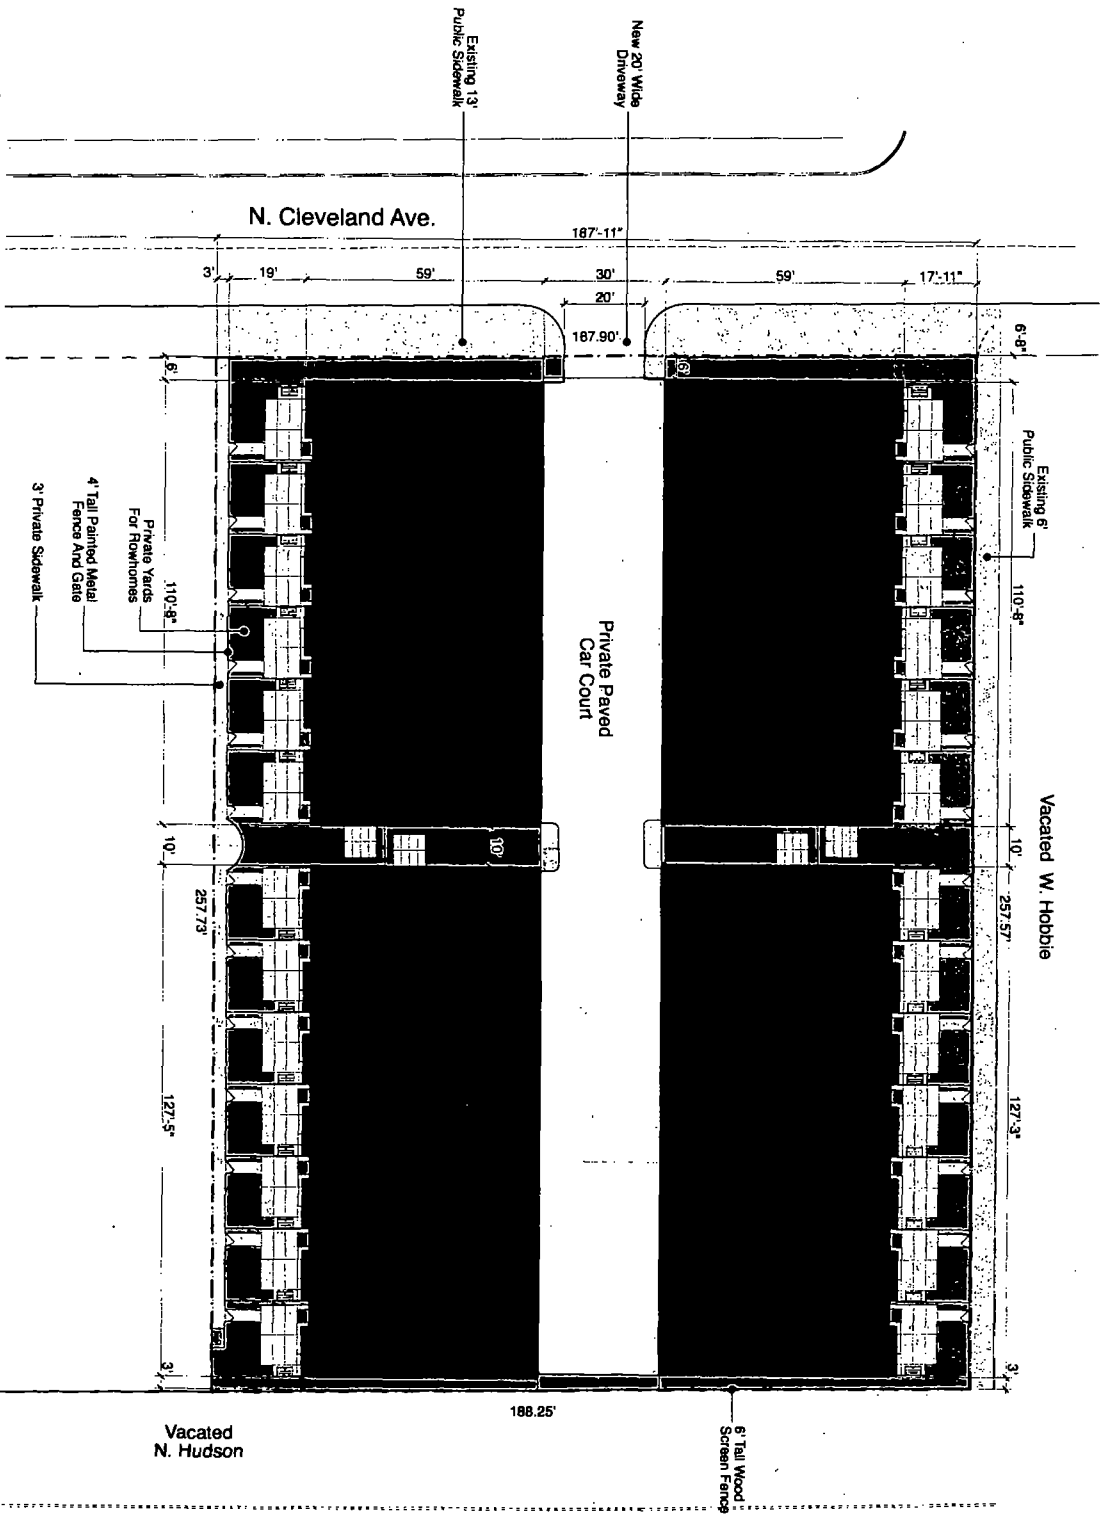 New 20' Wide
Driveway
Existing 13'
Public Sidewalk
N. Cleveland Ave.
187'-11"
3'
19'
59'
30'
59'
17'-11"
20'
187.90'
6'-8"
6'
6'
Existing 6'
Public Sidewalk
110'-8"
110'-8"
Private Yards
For Rowhomes
4' Tall Painted Metal
Fence And Gate
3' Private Sidewalk
Private Paved
Car Court
Vacated W. Hobbie
10'
10'
10'
257.73'
257.57'
127'-5"
127'-3"
3'
3'
188.25'
Vacated
N. Hudson
6' Tall Wood
Screen Fence